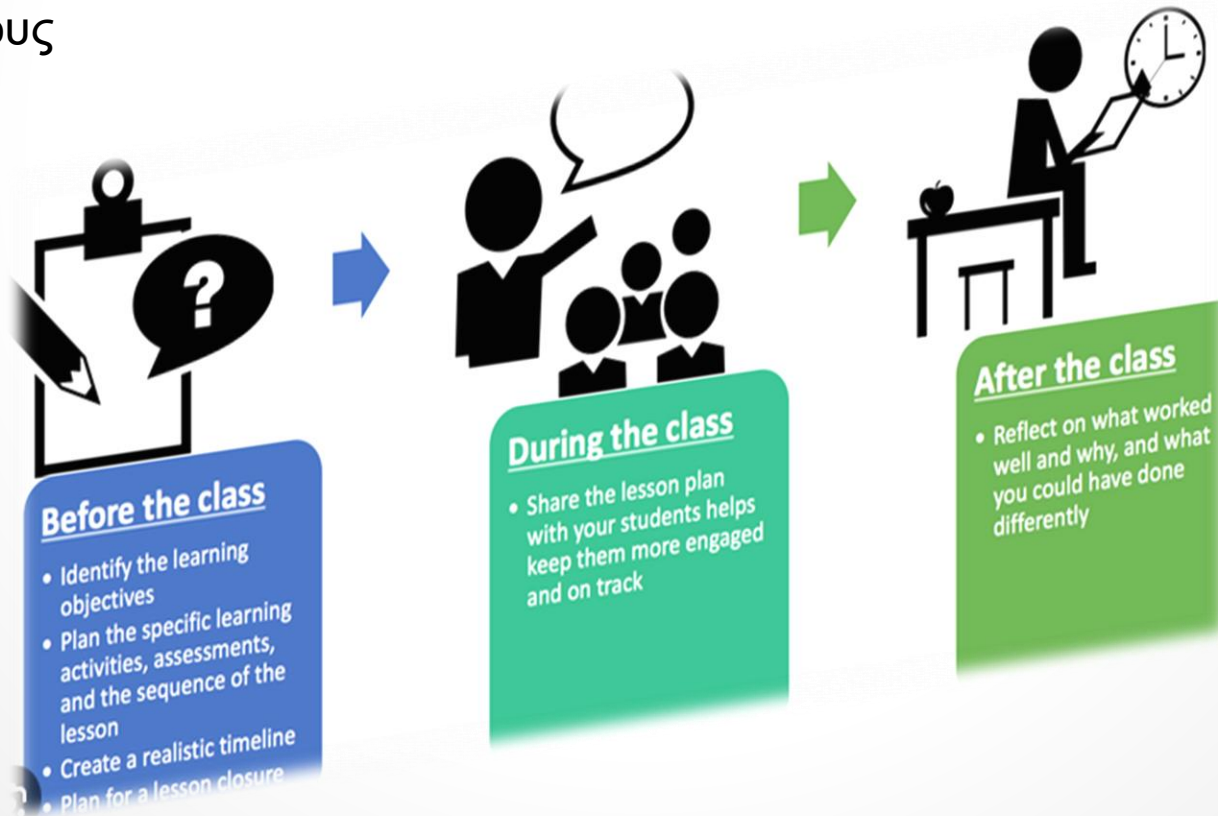 Before the class
• Identify the learning
objectives
• Plan the specific learning
activities, assessments,
and the sequence of the
lesson
• Create a realistic timeline
• Plan for a lesson closure
?
During the class
• Share the lesson plan
with your students helps
keep them more engaged
and on track
After the class
• Reflect on what worked
well and why, and what
you could have done
differently